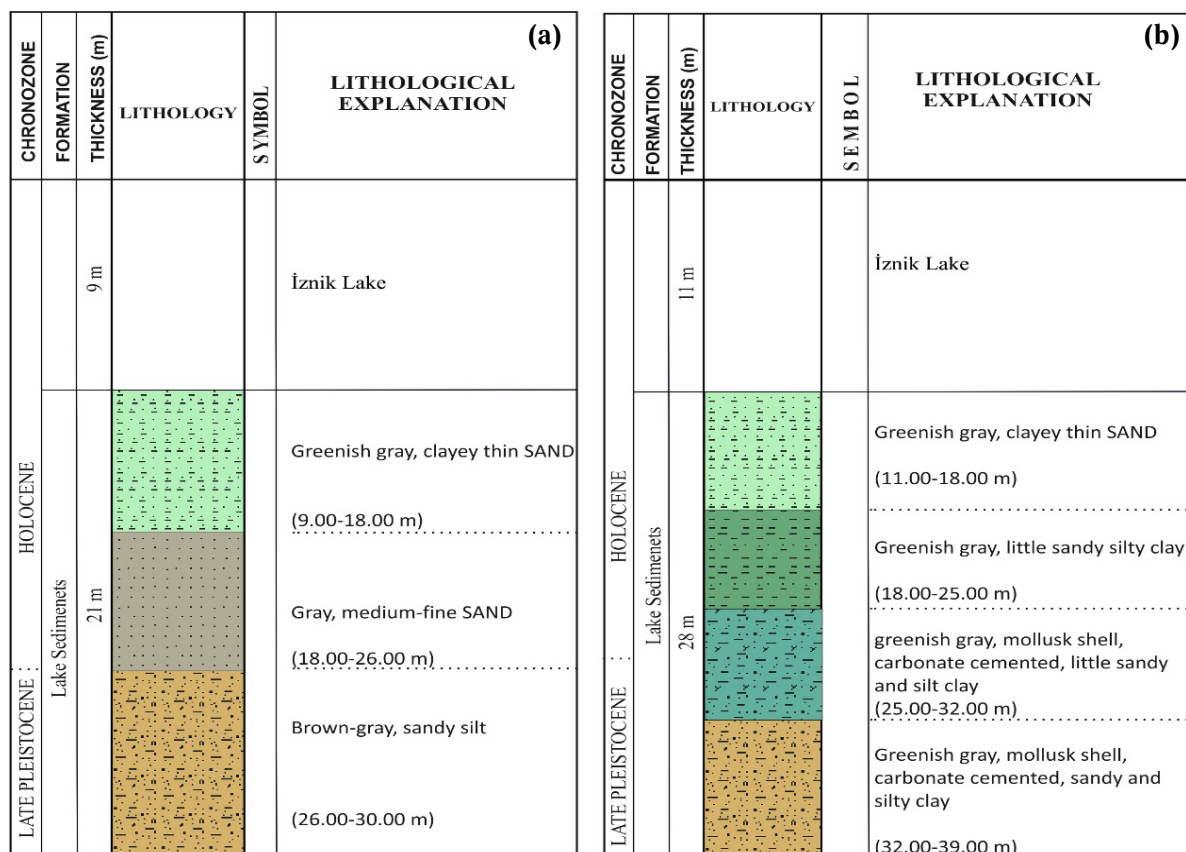 (a)
CHRONOZONE
FORMATION
THICKNESS (m)
LITHOLOGY
SYMBOL
LITHOLOGICAL
EXPLANATION
HOLOCENE
LATE PLEISTOCENE
Lake Sedimenets
9 m
21 m
İznik Lake
Greenish gray, clayey thin SAND
(9.00-18.00 m)
Gray, medium-fine SAND
(18.00-26.00 m)
Brown-gray, sandy silt
(26.00-30.00 m)
(b)
CHRONOZONE
FORMATION
THICKNESS (m)
LITHOLOGY
SEMBOL
LITHOLOGICAL
EXPLANATION
HOLOCENE
LATE PLEISTOCENE
Lake Sedimenets
11 m
28 m
İznik Lake
Greenish gray, clayey thin SAND
(11.00-18.00 m)
Greenish gray, little sandy silty clay
(18.00-25.00 m)
greenish gray, mollusk shell,
carbonate cemented, little sandy
and silt clay
(25.00-32.00 m)
Greenish gray, mollusk shell,
carbonate cemented, sandy and
silty clay
(32.00-39.00 m)